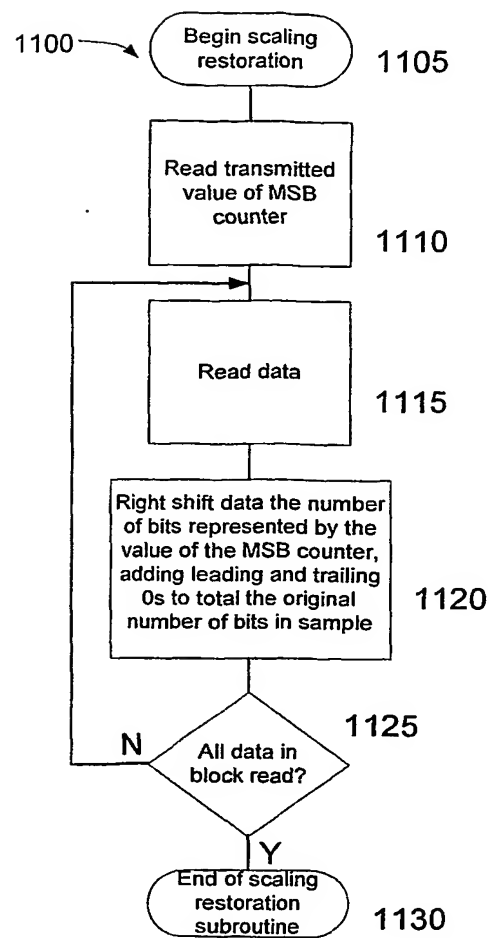 1100
Begin scaling
restoration
1105
Read transmitted
value of MSB
counter
1110
Read data
1115
Right shift data the number
of bits represented by the
value of the MSB counter,
adding leading and trailing
0s to total the original
number of bits in sample
1120
1125
N
All data in
block read?
Y
End of scaling
restoration
subroutine
1130